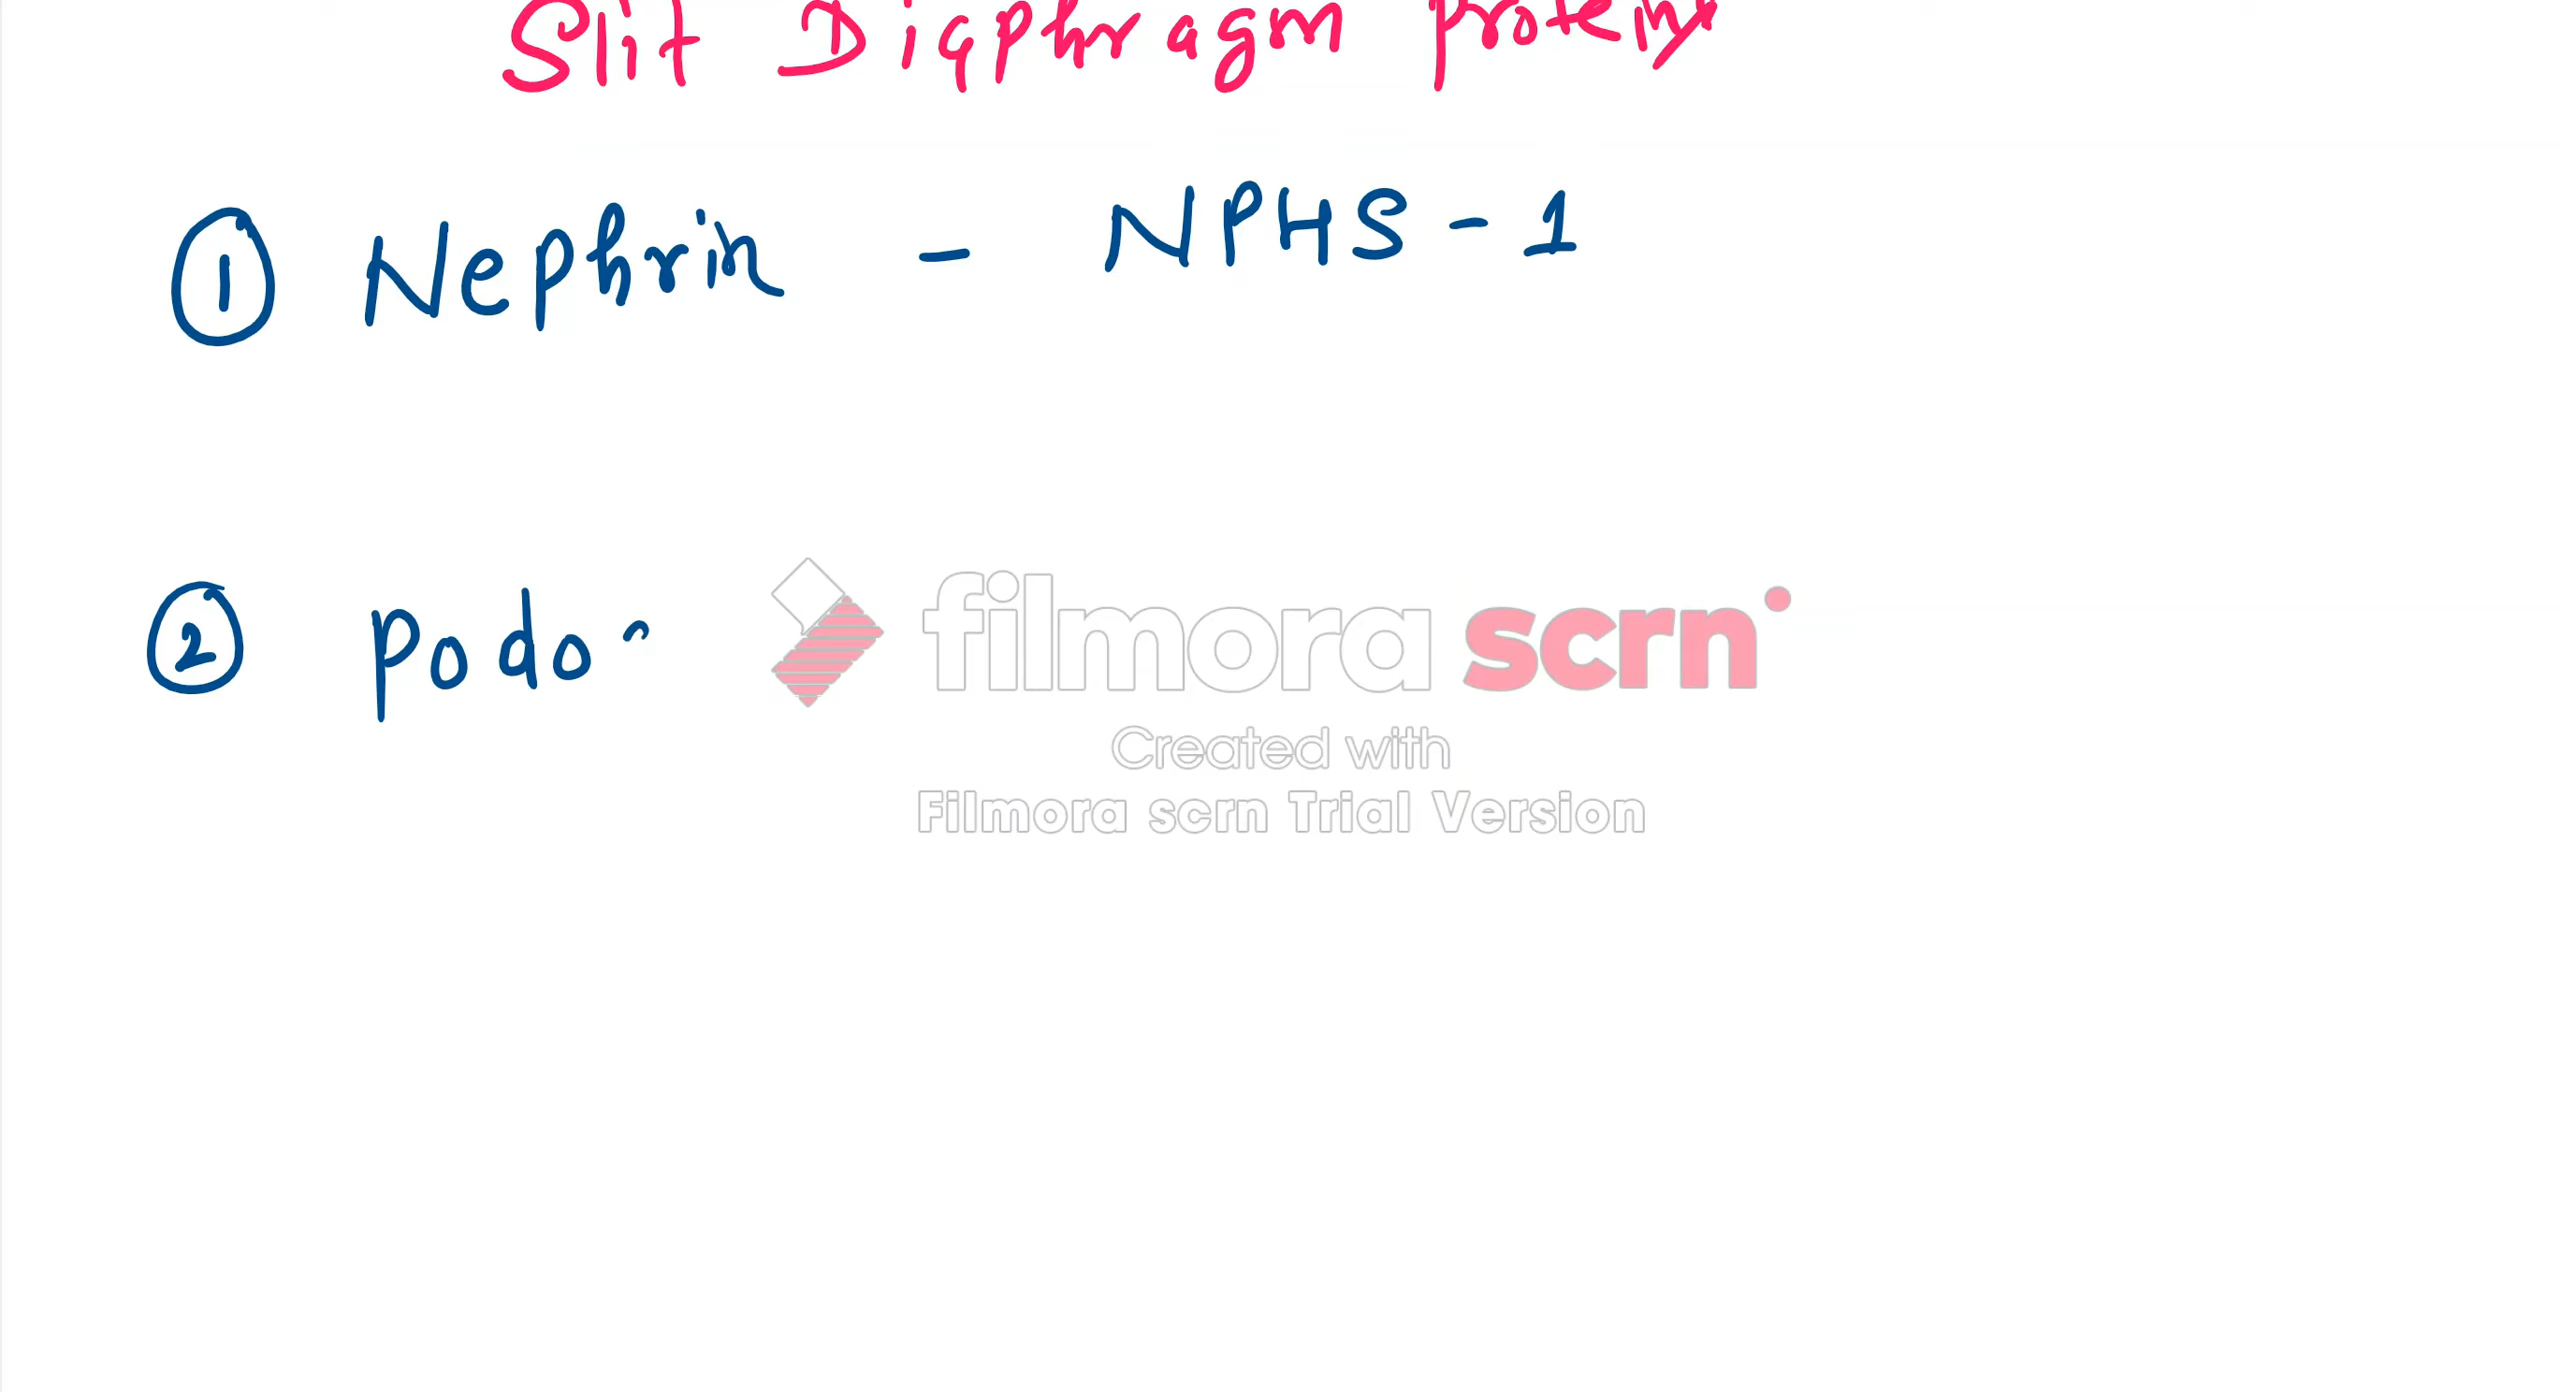 Slit Diaphragm proteins
① Nephrin - NPHS-1
② Podo
filmora scrn
Created with
Filmora scrn Trial Version